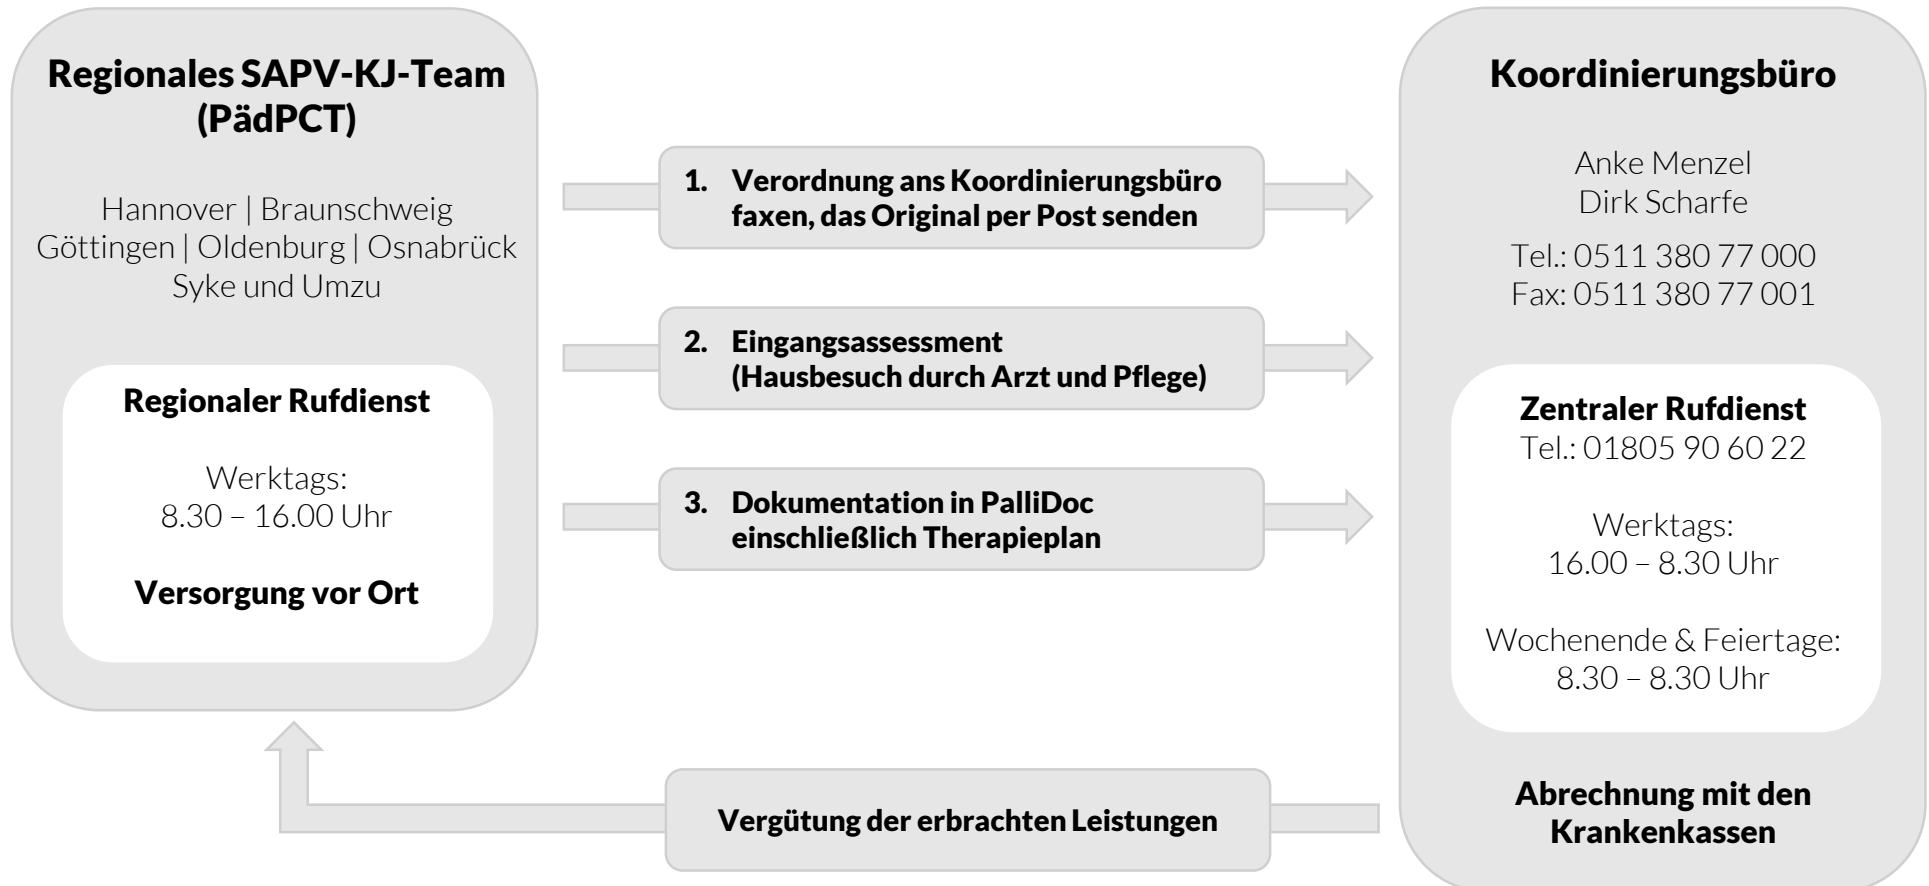 Regionales SAPV-KJ-Team
(PädPCT)
Hannover | Braunschweig
Göttingen | Oldenburg | Osnabrück
Syke und Umzu
Regionaler Rufdienst
Werktags:
8.30 – 16.00 Uhr
Versorgung vor Ort
1. Verordnung ans Koordinierungsbüro
faxen, das Original per Post senden
2. Eingangsassessment
(Hausbesuch durch Arzt und Pflege)
3. Dokumentation in PalliDoc
einschließlich Therapieplan
Koordinierungsbüro
Anke Menzel
Dirk Scharfe
Tel.: 0511 380 77 000
Fax: 0511 380 77 001
Zentraler Rufdienst
Tel.: 01805 90 60 22
Werktags:
16.00 – 8.30 Uhr
Wochenende & Feiertage:
8.30 – 8.30 Uhr
Abrechnung mit den
Krankenkassen
Vergütung der erbrachten Leistungen